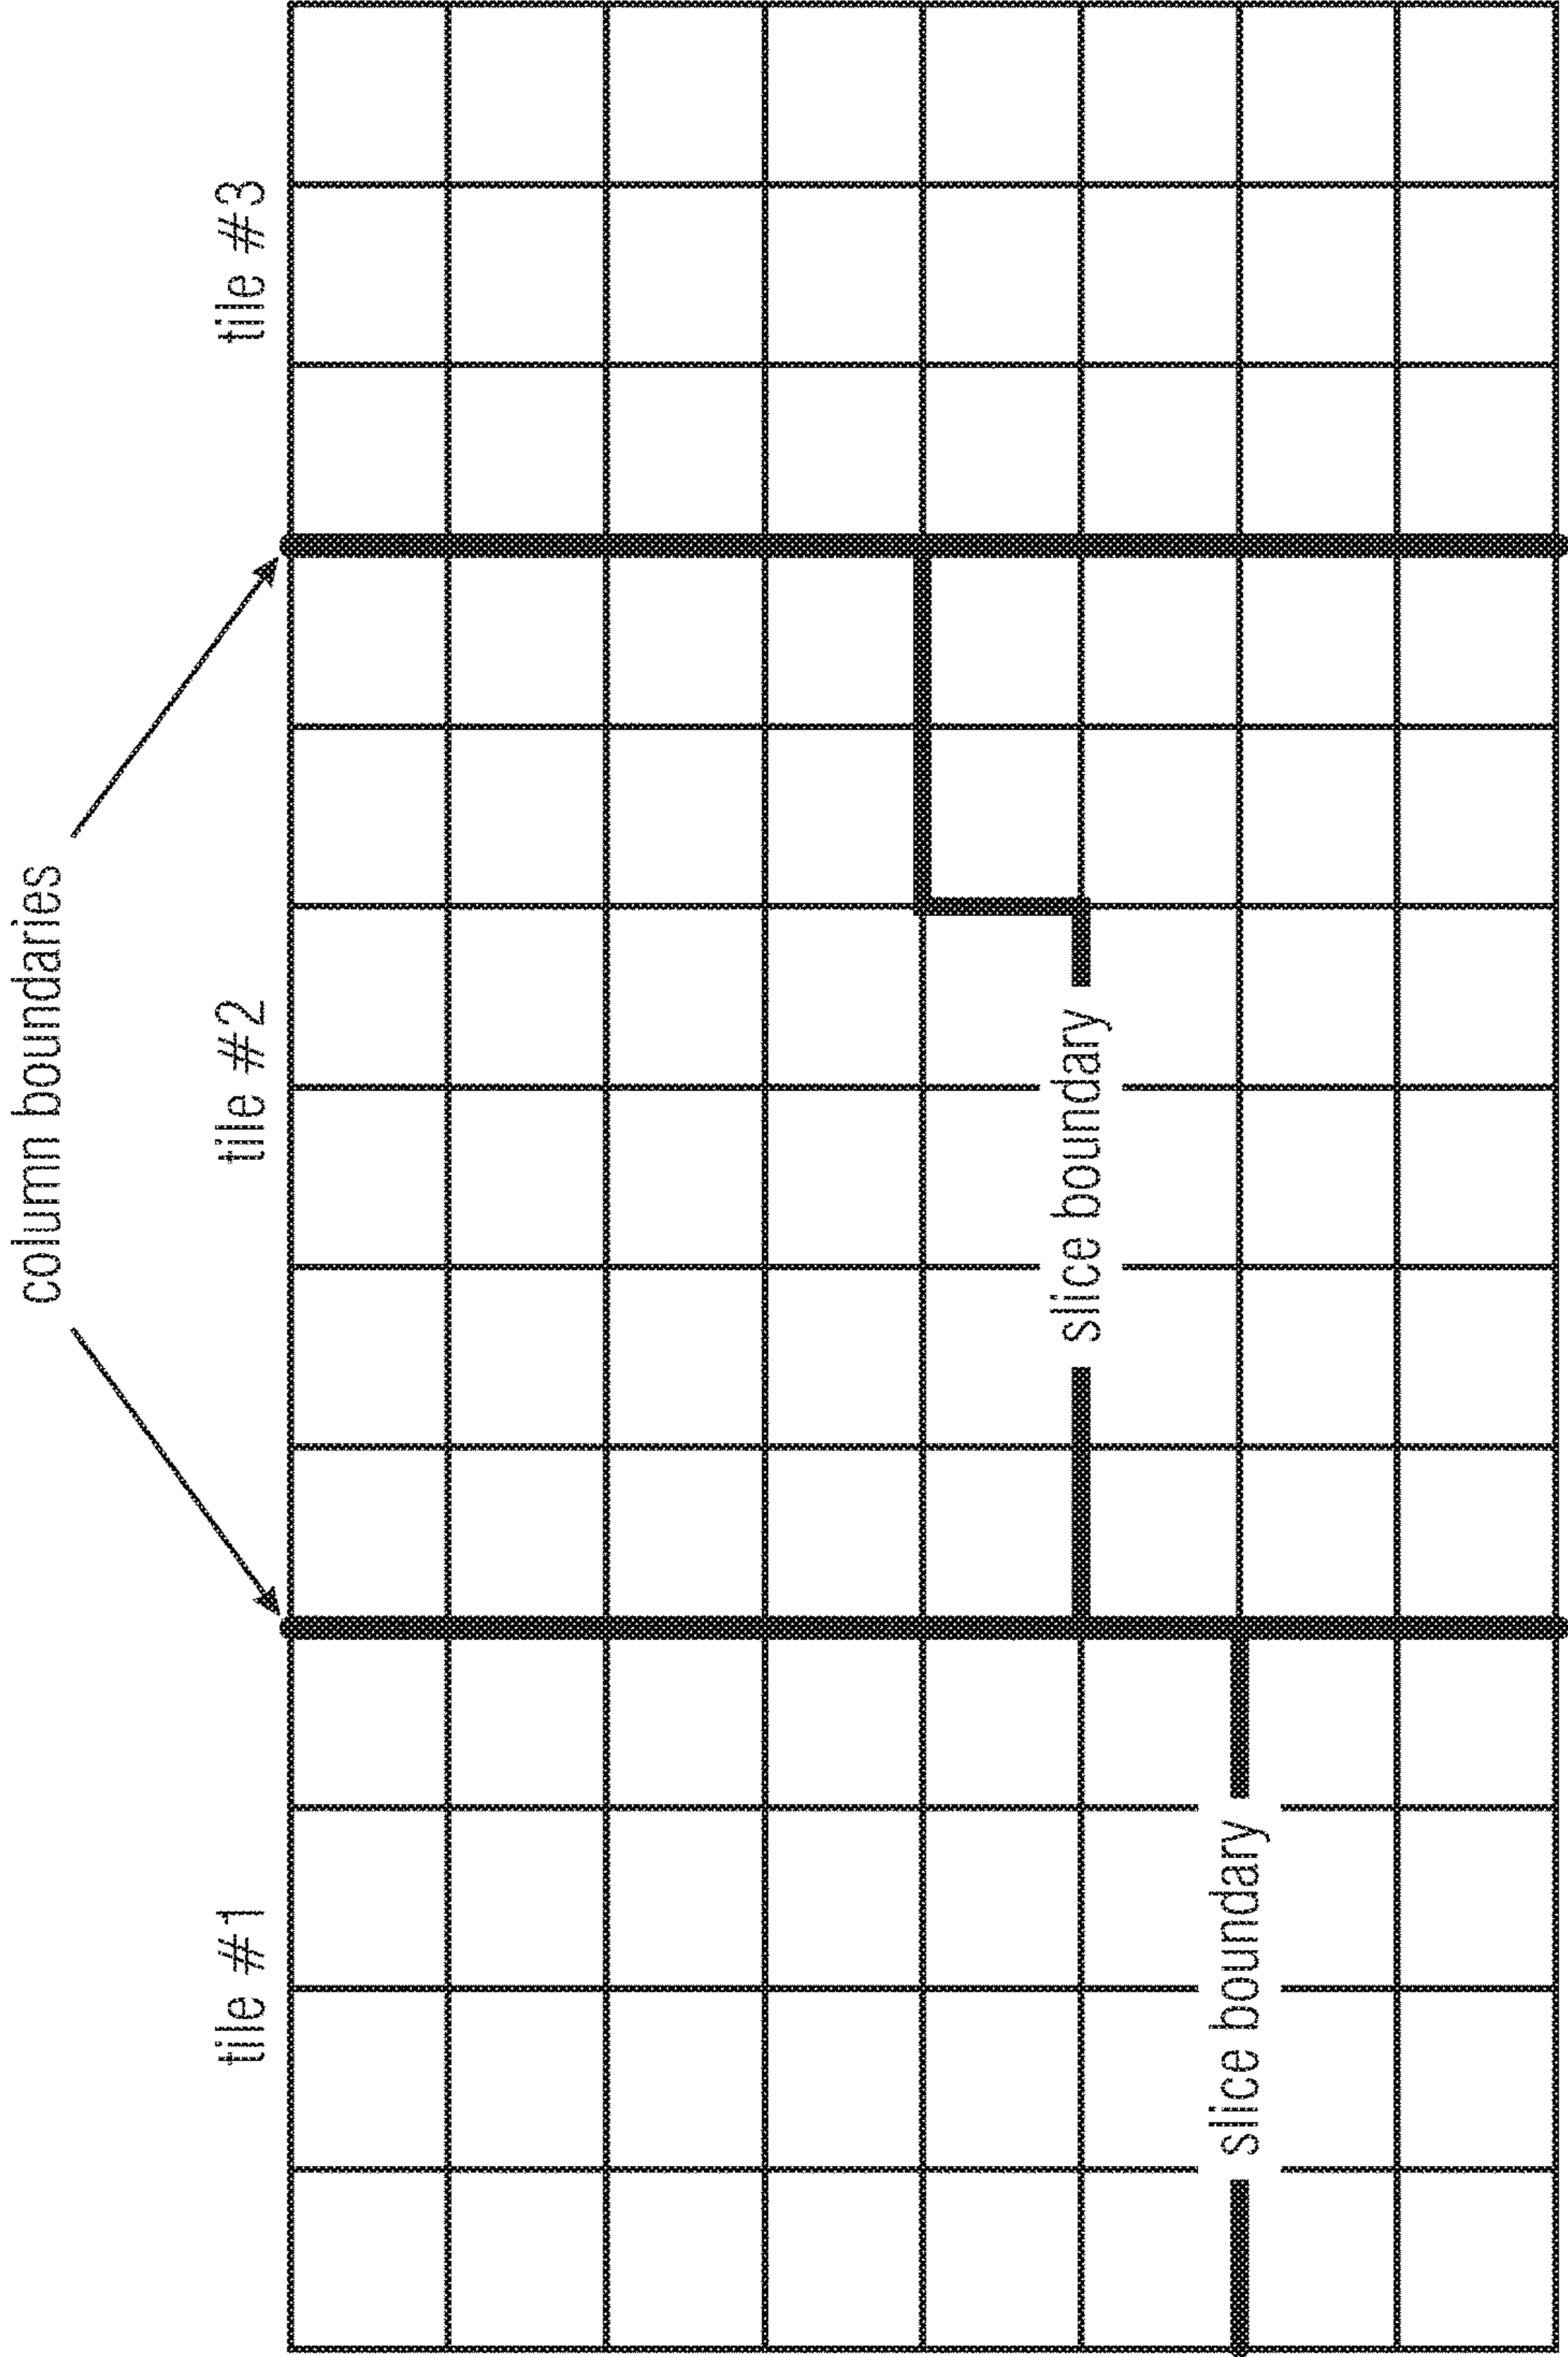 column boundaries
tile #1
tile #2
tile #3
slice boundary
slice boundary